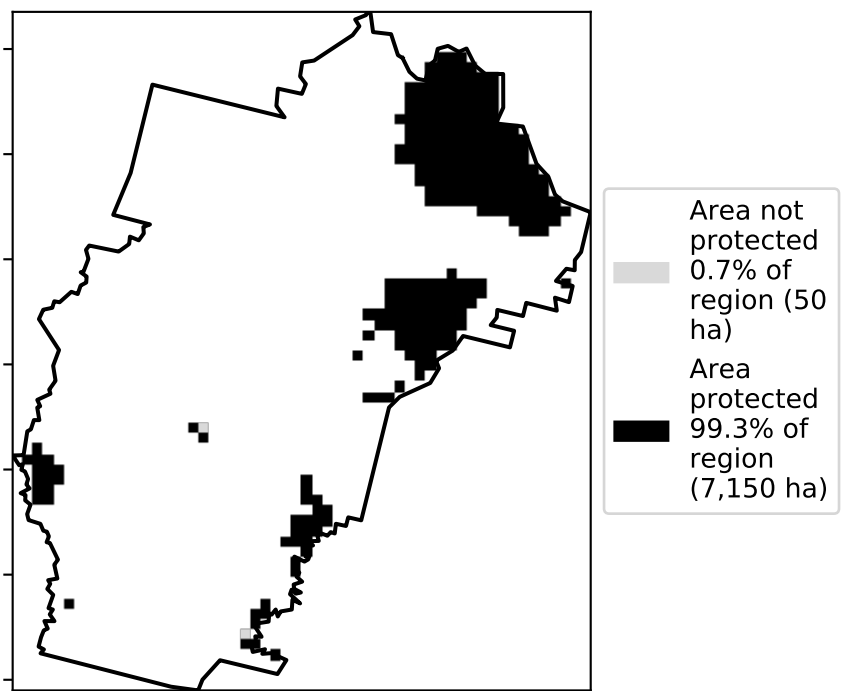 Area not
protected
0.7% of
region (50
ha)
Area
protected
99.3% of
region
(7,150 ha)